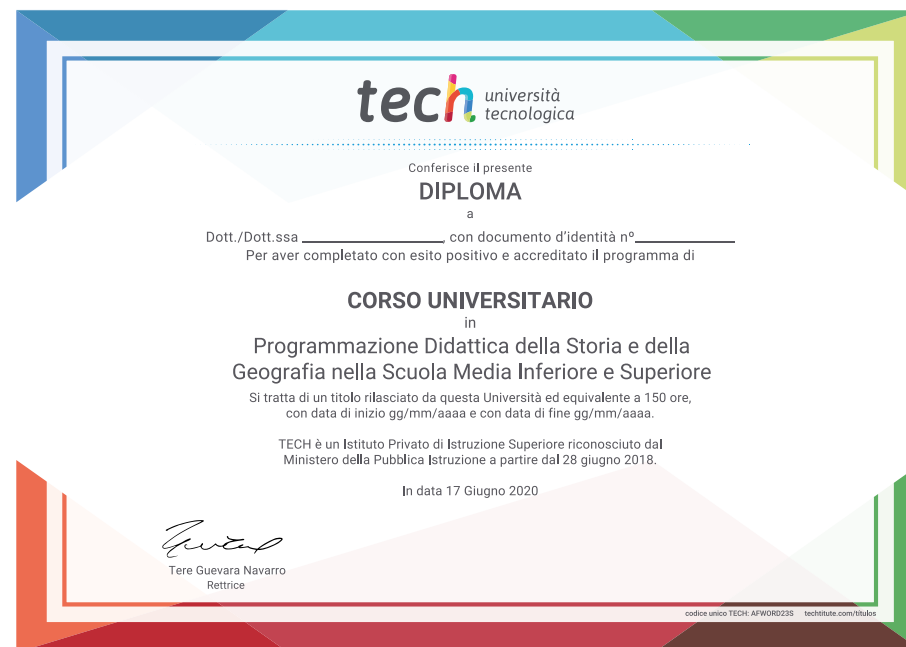 tech università
tecnologica
Conferisce il presente
DIPLOMA
a
Dott./Dott.ssa ____________________, con documento d'identità nº______________
Per aver completato con esito positivo e accreditato il programma di
CORSO UNIVERSITARIO
in
Programmazione Didattica della Storia e della
Geografia nella Scuola Media Inferiore e Superiore
Si tratta di un titolo rilasciato da questa Università ed equivalente a 150 ore,
con data di inizio gg/mm/aaaa e con data di fine gg/mm/aaaa.
TECH è un Istituto Privato di Istruzione Superiore riconosciuto dal
Ministero della Pubblica Istruzione a partire dal 28 giugno 2018.
In data 17 Giugno 2020
Tere Guevara Navarro
Rettrice
codice unico TECH: AFWORD23S techtitute.com/titulos